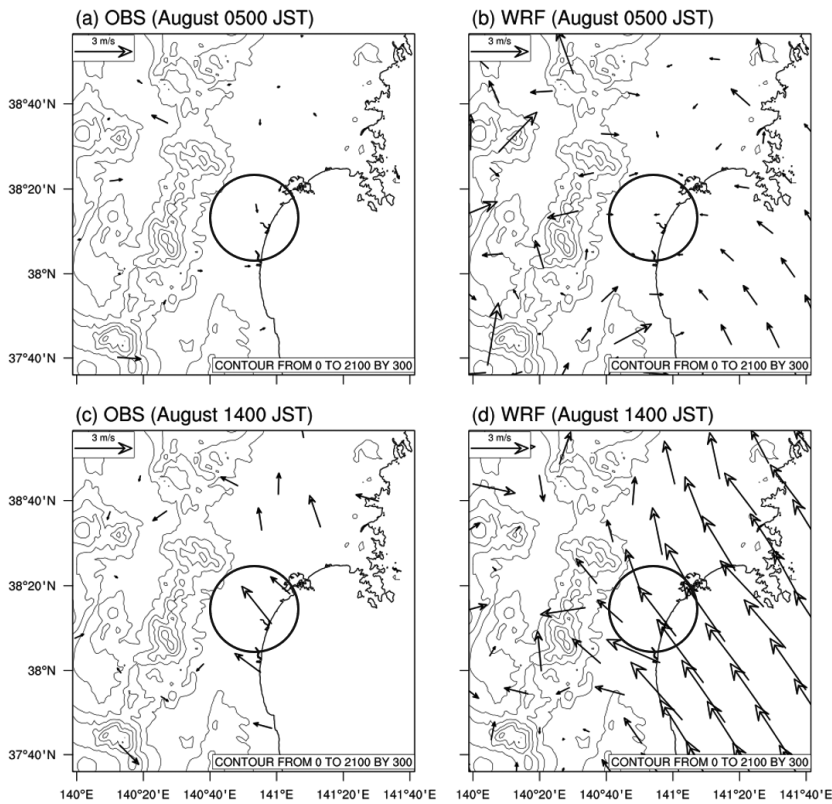 (a) OBS (August 0500 JST)
(b) WRF (August 0500 JST)
3 m/s
3 m/s
38°40'N
38°20'N
38°N
37°40'N
CONTOUR FROM 0 TO 2100 BY 300
CONTOUR FROM 0 TO 2100 BY 300
(c) OBS (August 1400 JST)
(d) WRF (August 1400 JST)
3 m/s
3 m/s
38°40'N
38°20'N
38°N
37°40'N
CONTOUR FROM 0 TO 2100 BY 300
CONTOUR FROM 0 TO 2100 BY 300
140°E 140°20'E 140°40'E 141°E 141°20'E 141°40'E 140°E 140°20'E 140°40'E 141°E 141°20'E 141°40'E